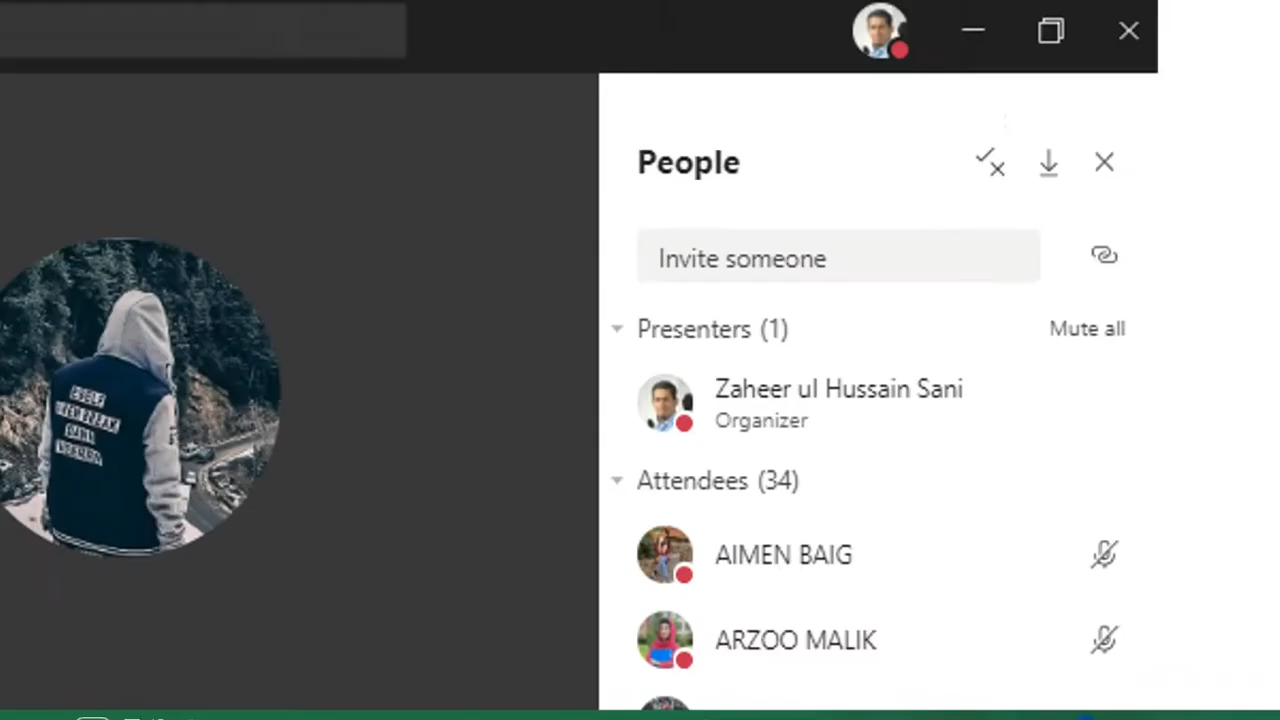 People
Invite someone
Presenters (1)
Mute all
Zaheer ul Hussain Sani
Organizer
Attendees (34)
AIMEN BAIG
ARZOO MALIK